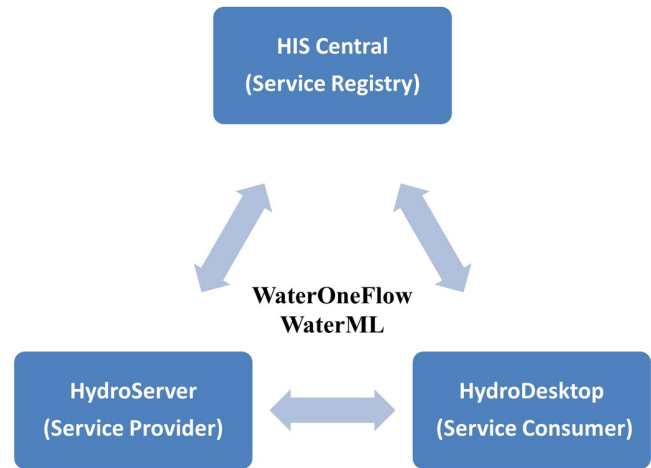 HIS Central
(Service Registry)
WaterOneFlow
WaterML
HydroServer
(Service Provider)
HydroDesktop
(Service Consumer)